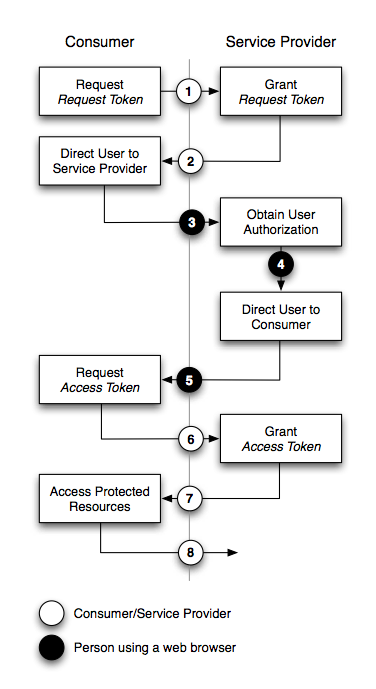 Consumer
Service Provider
Request
Request Token
1
Grant
Request Token
Direct User to
Service Provider
2
3
Obtain User
Authorization
4
Direct User to
Consumer
Request
Access Token
5
6
Grant
Access Token
Access Protected
Resources
7
8
Consumer/Service Provider
Person using a web browser